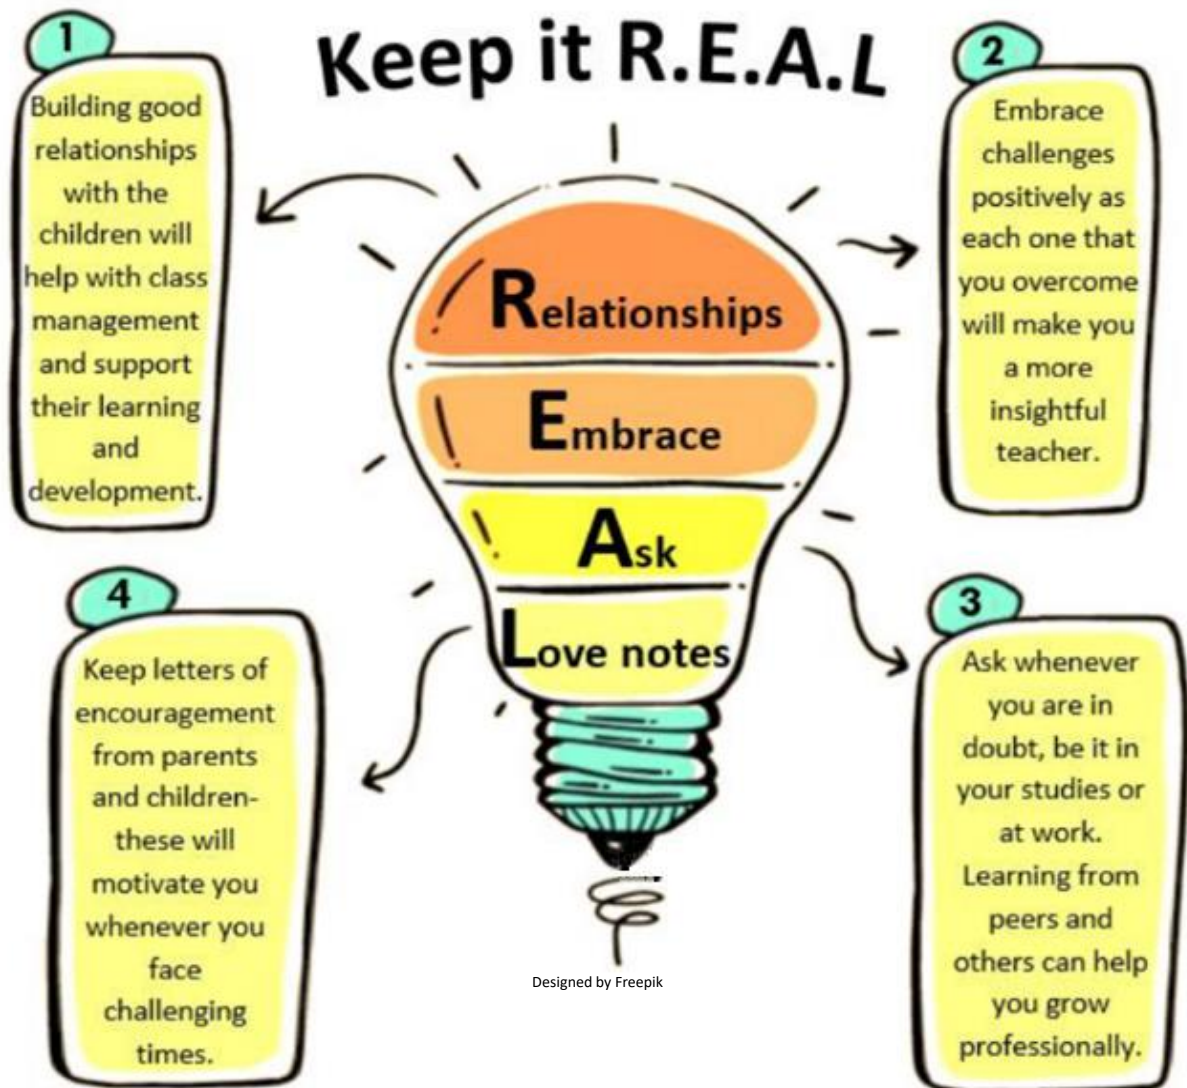 Keep it R.E.A.L
1
Building good
relationships
with the
children will
help with class
management
and support
their learning
and
development.
2
Embrace
challenges
positively as
each one that
you overcome
will make you
a more
insightful
teacher.
Relationships
Embrace
Ask
Love notes
3
Ask whenever
you are in
doubt, be it in
your studies or
at work.
Learning from
peers and
others can help
you grow
professionally.
4
Keep letters of
encouragement
from parents
and children-
these will
motivate you
whenever you
face
challenging
times.
Designed by Freepik